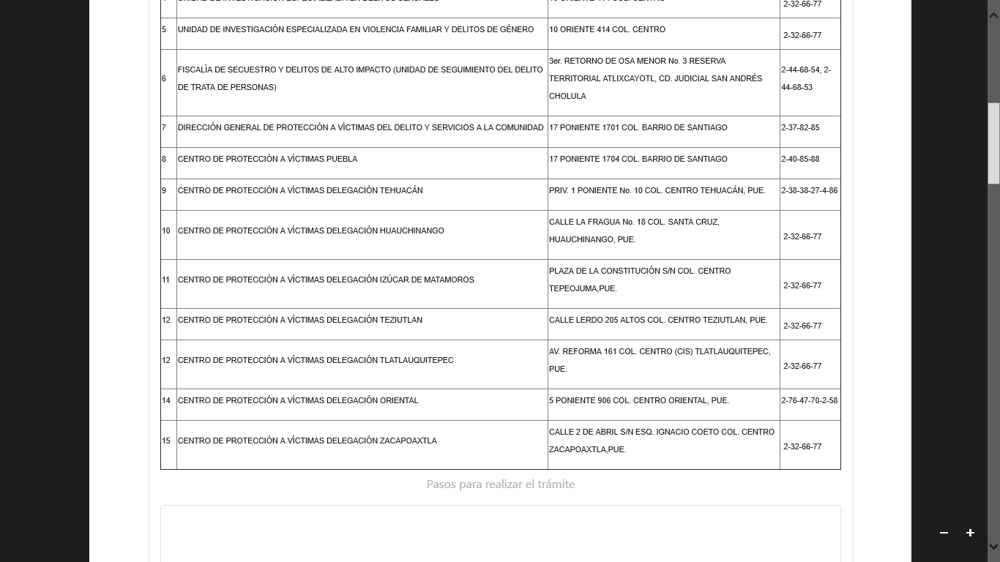 2-32-66-77
5 UNIDAD DE INVESTIGACIÓN ESPECIALIZADA EN VIOLENCIA FAMILIAR Y DELITOS DE GÉNERO 10 ORIENTE 414 COL. CENTRO 2-32-66-77
3er. RETORNO DE OSA MENOR No. 3 RESERVA
6 FISCALÍA DE SECUESTRO Y DELITOS DE ALTO IMPACTO (UNIDAD DE SEGUIMIENTO DEL DELITO TERRITORIAL ATLIXCAYOTL, CD. JUDICIAL SAN ANDRÉS 2-44-68-54, 2-
DE TRATA DE PERSONAS) CHOLULA 44-68-53
7 DIRECCIÓN GENERAL DE PROTECCIÓN A VÍCTIMAS DEL DELITO Y SERVICIOS A LA COMUNIDAD 17 PONIENTE 1701 COL. BARRIO DE SANTIAGO 2-37-82-85
8 CENTRO DE PROTECCIÓN A VÍCTIMAS PUEBLA 17 PONIENTE 1704 COL. BARRIO DE SANTIAGO 2-40-85-88
9 CENTRO DE PROTECCIÓN A VÍCTIMAS DELEGACIÓN TEHUACÁN PRIV. 1 PONIENTE No. 10 COL. CENTRO TEHUACÁN, PUE. 2-38-38-27-4-86
10 CENTRO DE PROTECCIÓN A VÍCTIMAS DELEGACIÓN HUAUCHINANGO CALLE LA FRAGUA No. 18 COL. SANTA CRUZ,
HUAUCHINANGO, PUE. 2-32-66-77
11 CENTRO DE PROTECCIÓN A VÍCTIMAS DELEGACIÓN IZÚCAR DE MATAMOROS PLAZA DE LA CONSTITUCIÓN S/N COL. CENTRO
TEPEOJUMA,PUE. 2-32-66-77
12 CENTRO DE PROTECCIÓN A VÍCTIMAS DELEGACIÓN TEZIUTLAN CALLE LERDO 205 ALTOS COL. CENTRO TEZIUTLAN, PUE. 2-32-66-77
12 CENTRO DE PROTECCIÓN A VÍCTIMAS DELEGACIÓN TLATLAUQUITEPEC AV. REFORMA 161 COL. CENTRO (CIS) TLATLAUQUITEPEC,
PUE. 2-32-66-77
14 CENTRO DE PROTECCIÓN A VÍCTIMAS DELEGACIÓN ORIENTAL 5 PONIENTE 906 COL. CENTRO ORIENTAL, PUE. 2-76-47-70-2-58
15 CENTRO DE PROTECCIÓN A VÍCTIMAS DELEGACIÓN ZACAPOAXTLA CALLE 2 DE ABRIL S/N ESQ. IGNACIO COETO COL. CENTRO
ZACAPOAXTLA,PUE. 2-32-66-77
Pasos para realizar el trámite